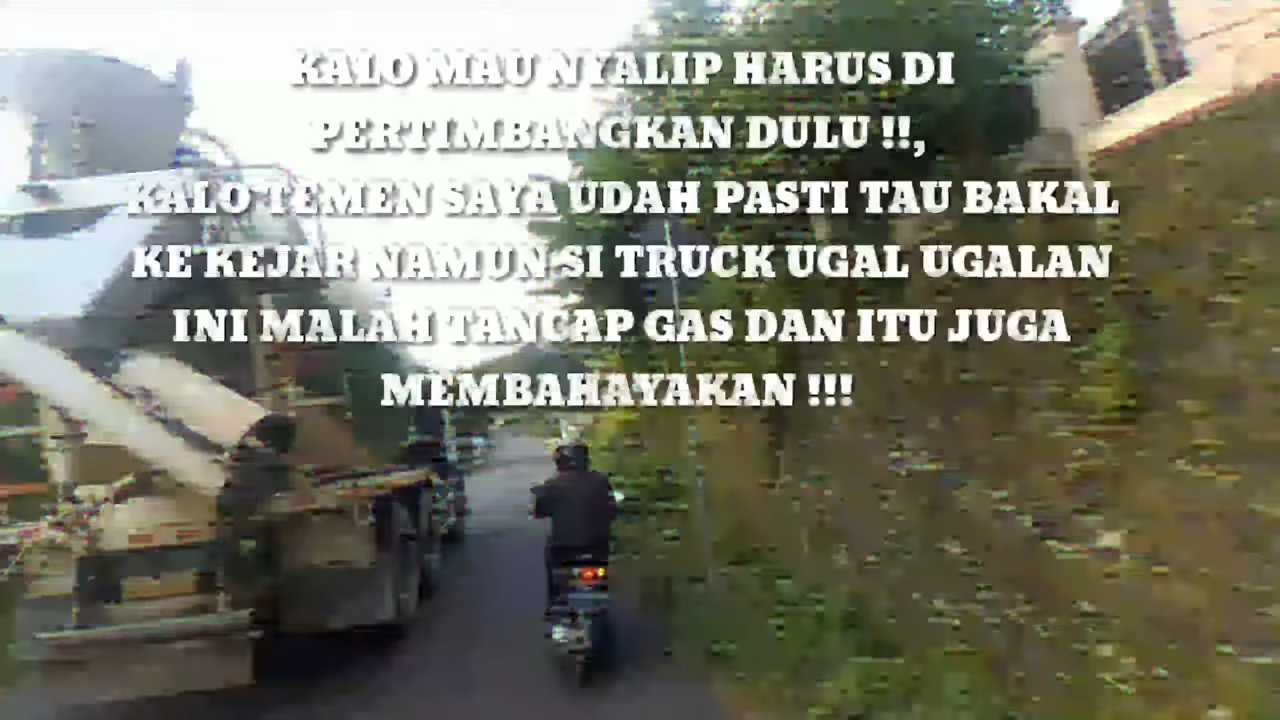 KALO MAU NYALIP HARUS DI
PERTIMBANGKAN DULU !!,
KALO TEMEN SAYA UDAH PASTI TAU BAKAL
KE KEJAR NAMUN SI TRUCK UGAL UGALAN
INI MALAH TANCAP GAS DAN ITU JUGA
MEMBAHAYAKAN !!!